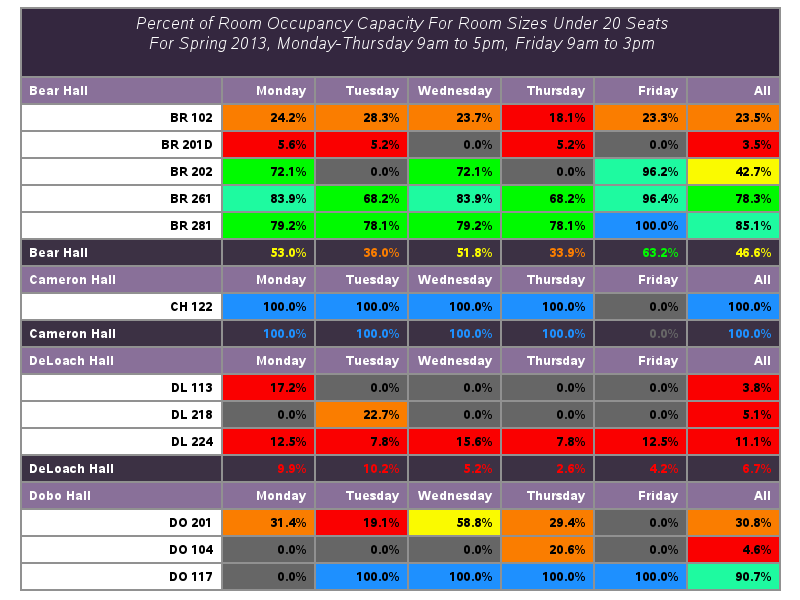 Percent of Room Occupancy Capacity For Room Sizes Under 20 Seats
For Spring 2013, Monday-Thursday 9am to 5pm, Friday 9am to 3pm
Bear Hall Monday Tuesday Wednesday Thursday Friday All
BR 102 24.2% 28.3% 23.7% 18.1% 23.3% 23.5%
BR 201D 5.6% 5.2% 0.0% 5.2% 0.0% 3.5%
BR 202 72.1% 0.0% 72.1% 0.0% 96.2% 42.7%
BR 261 83.9% 68.2% 83.9% 68.2% 96.4% 78.3%
BR 281 79.2% 78.1% 79.2% 78.1% 100.0% 85.1%
Bear Hall 53.0% 36.0% 51.8% 33.9% 63.2% 46.6%
Cameron Hall Monday Tuesday Wednesday Thursday Friday All
CH 122 100.0% 100.0% 100.0% 100.0% 0.0% 100.0%
Cameron Hall 100.0% 100.0% 100.0% 100.0% 0.0% 100.0%
DeLoach Hall Monday Tuesday Wednesday Thursday Friday All
DL 113 17.2% 0.0% 0.0% 0.0% 0.0% 3.8%
DL 218 0.0% 22.7% 0.0% 0.0% 0.0% 5.1%
DL 224 12.5% 7.8% 15.6% 7.8% 12.5% 11.1%
DeLoach Hall 9.9% 10.2% 5.2% 2.6% 4.2% 6.7%
Dobo Hall Monday Tuesday Wednesday Thursday Friday All
DO 201 31.4% 19.1% 58.8% 29.4% 0.0% 30.8%
DO 104 0.0% 0.0% 0.0% 20.6% 0.0% 4.6%
DO 117 0.0% 100.0% 100.0% 100.0% 100.0% 90.7%